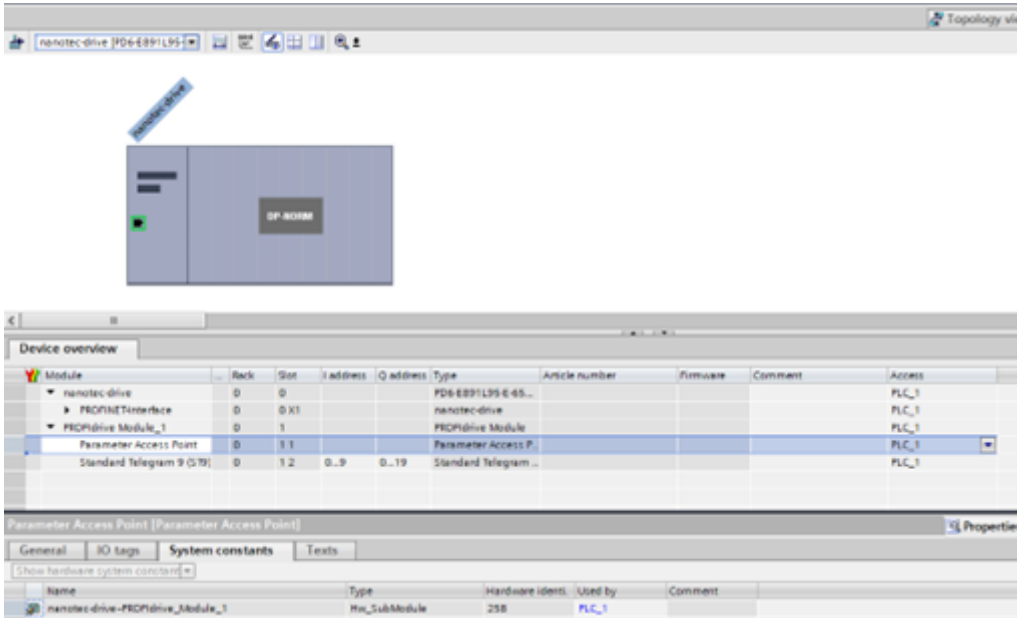 Topology vie
nanotec-drive [PD6-E891L95-
nanotec-drive
DP-NORM
Device overview
Module ... Rack Slot I address Q address Type Article number Firmware Comment Access
nanotec-drive 0 0 PD6-E891L95-E-65... PLC_1
PROFINET-Interface 0 0 X1 nanotec-drive PLC_1
PROFIdrive Module_1 0 1 PROFIdrive Module PLC_1
Parameter Access Point 0 1 1 Parameter Access P... PLC_1
Standard Telegram 9 (ST9) 0 1 2 0...9 0...19 Standard Telegram ... PLC_1
Parameter Access Point [Parameter Access Point]
Propertie
General IO tags System constants Texts
Show hardware system constant
Name Type Hardware identi. Used by Comment
nanotec-drive~PROFIdrive_Module_1 Hw_SubModule 258 PLC_1